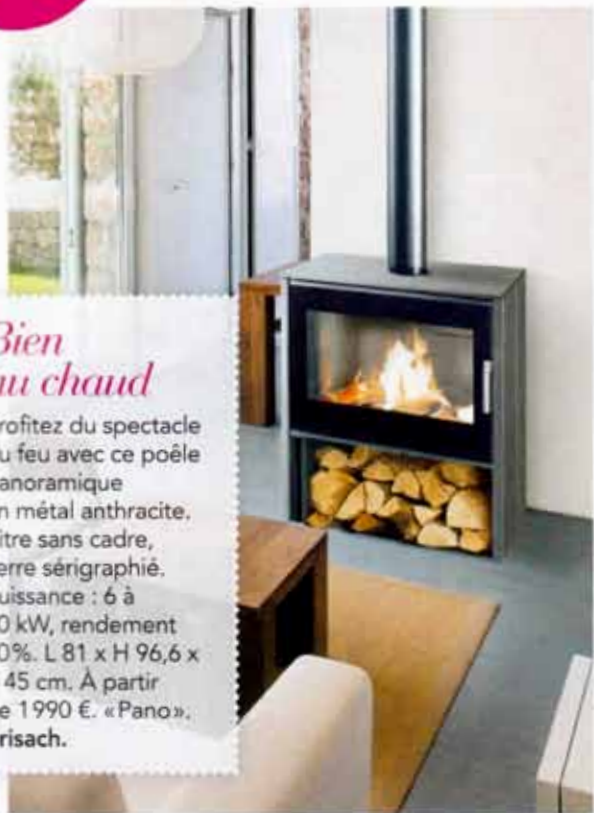 Bien
au chaud
rofitez du spectacle
u feu avec ce poêle
anoramique
n métal anthracite.
itre sans cadre,
erre sérigraphié.
uissance : 6 à
0 kW, rendement
0%. L 81 x H 96,6 x
45 cm. À partir
e 1990 €. «Pano»,
risach.